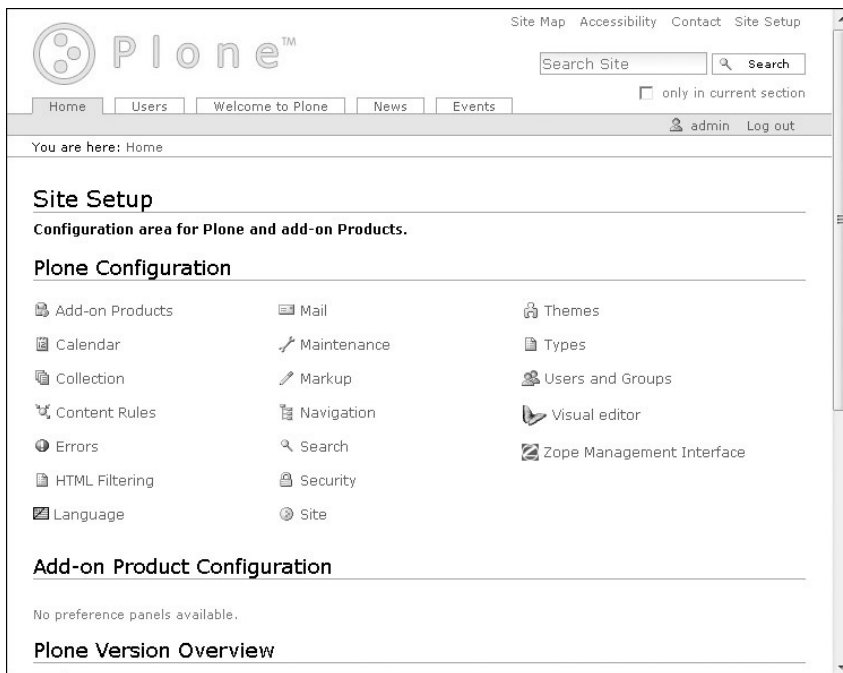 Site Map Accessibility Contact Site Setup
Plone™
Search Site Search
only in current section
Home Users Welcome to Plone News Events
admin Log out
You are here: Home
Site Setup
Configuration area for Plone and add-on Products.
Plone Configuration
Add-on Products Mail Themes
Calendar Maintenance Types
Collection Markup Users and Groups
Content Rules Navigation Visual editor
Errors Search Zope Management Interface
HTML Filtering Security
Language Site
Add-on Product Configuration
No preference panels available.
Plone Version Overview